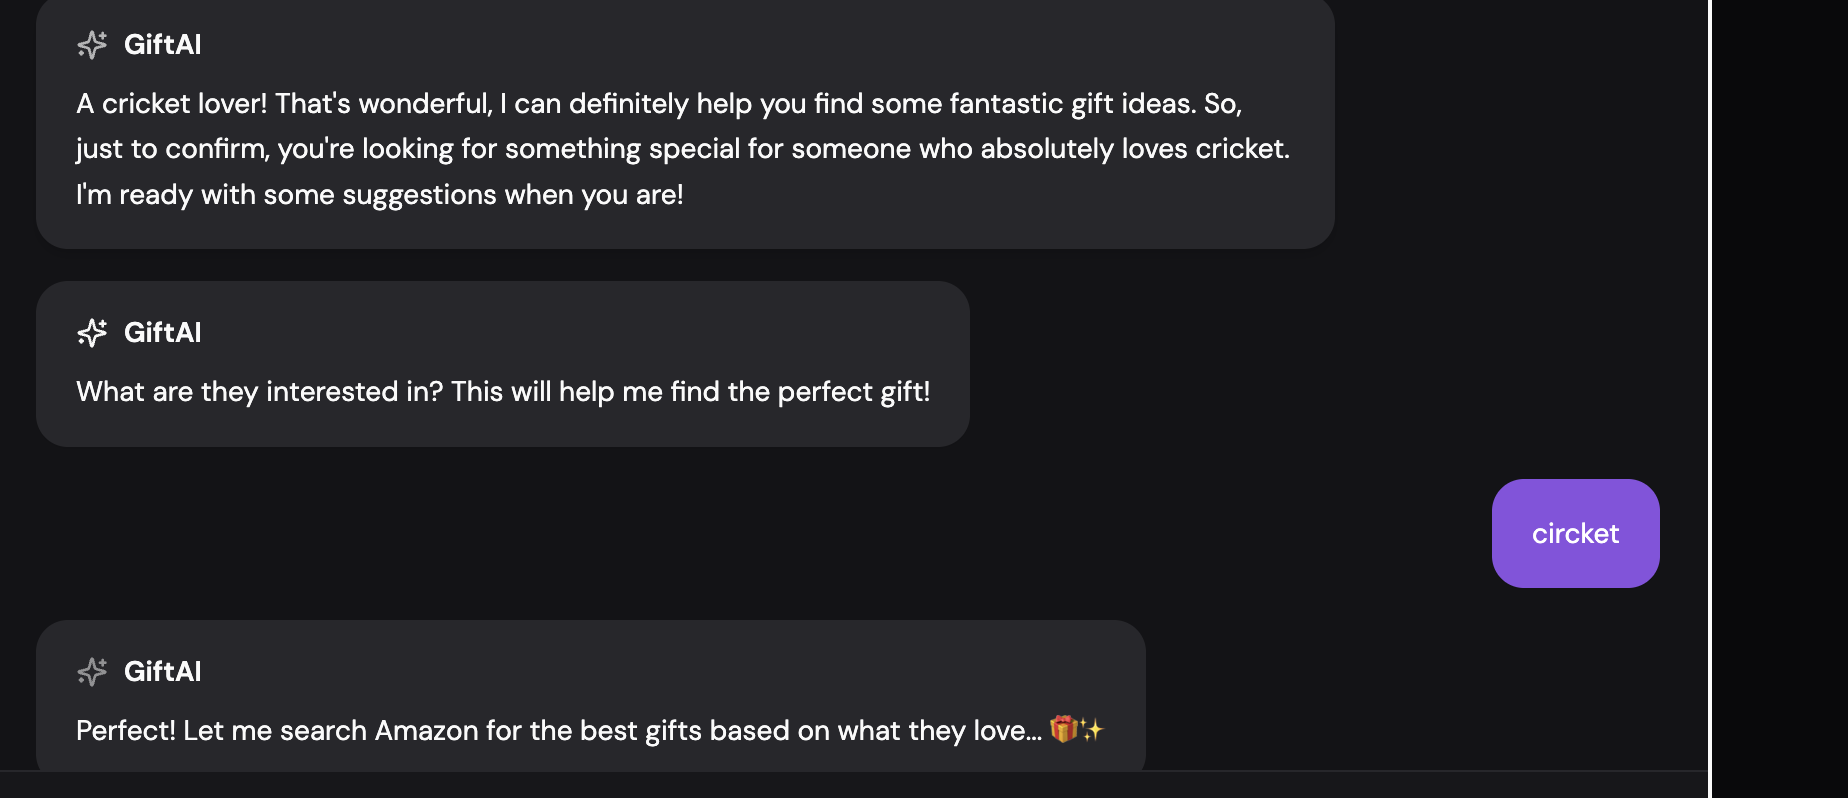 GiftAI
A cricket lover! That's wonderful, I can definitely help you find some fantastic gift ideas. So,
just to confirm, you're looking for something special for someone who absolutely loves cricket.
I'm ready with some suggestions when you are!
GiftAI
What are they interested in? This will help me find the perfect gift!
circket
GiftAI
Perfect! Let me search Amazon for the best gifts based on what they love... 🎁✨